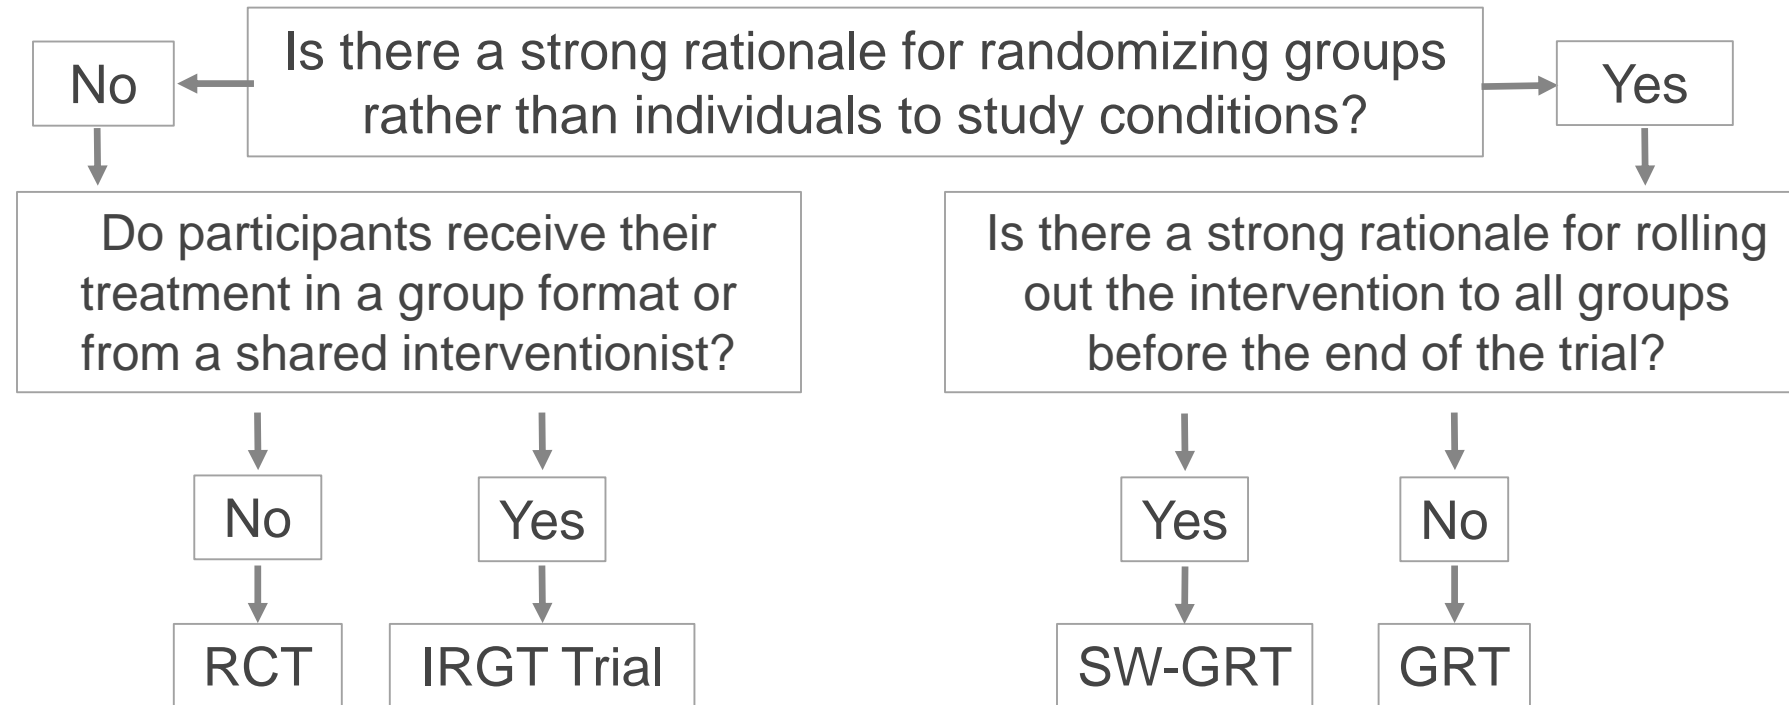 Is there a strong rationale for randomizing groups
rather than individuals to study conditions?
No
Yes
Do participants receive their
treatment in a group format or
from a shared interventionist?
Is there a strong rationale for rolling
out the intervention to all groups
before the end of the trial?
No
Yes
Yes
No
RCT
IRGT Trial
SW-GRT
GRT